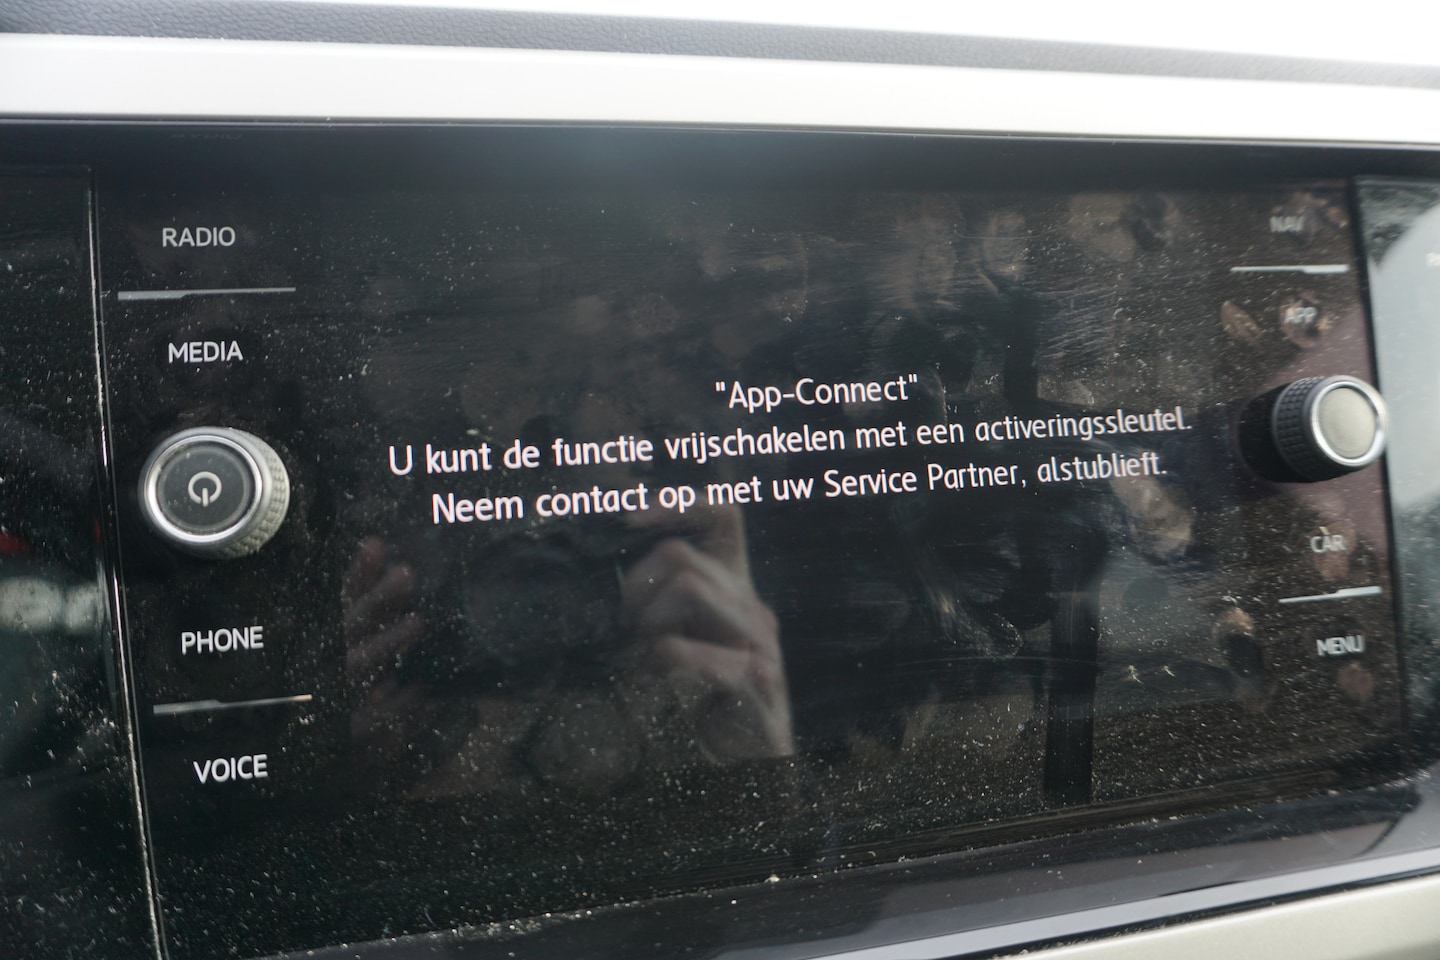 RADIO
MEDIA
PHONE
VOICE
"App-Connect"
U kunt de functie vrijschakelen met een activeringssleutel.
Neem contact op met uw Service Partner, alstublieft.
NAV
APP
CAR
MENU